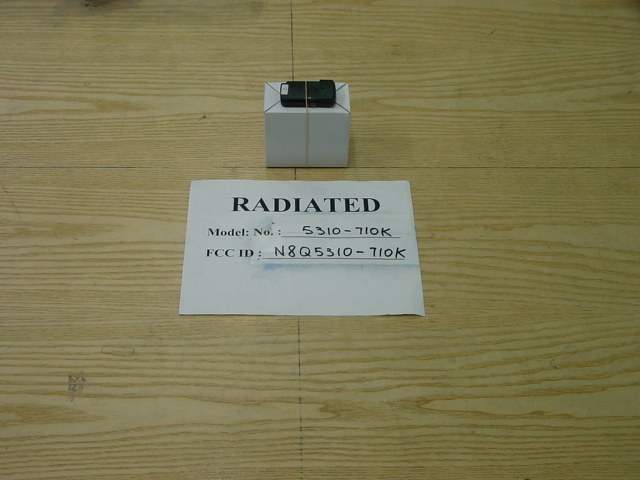 RADIATED
Model: No. : 5310-710K
FCC ID : N8Q5310-710K